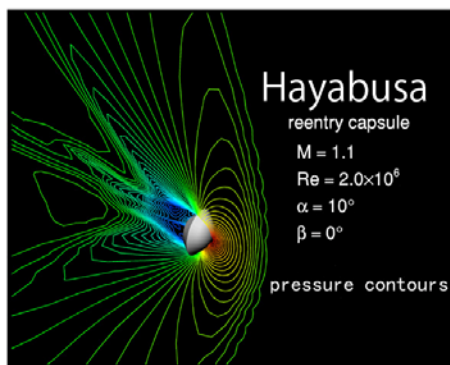 Hayabusa
reentry capsule
M = 1.1
Re = 2.0×10⁶
α = 10°
β = 0°
pressure contours